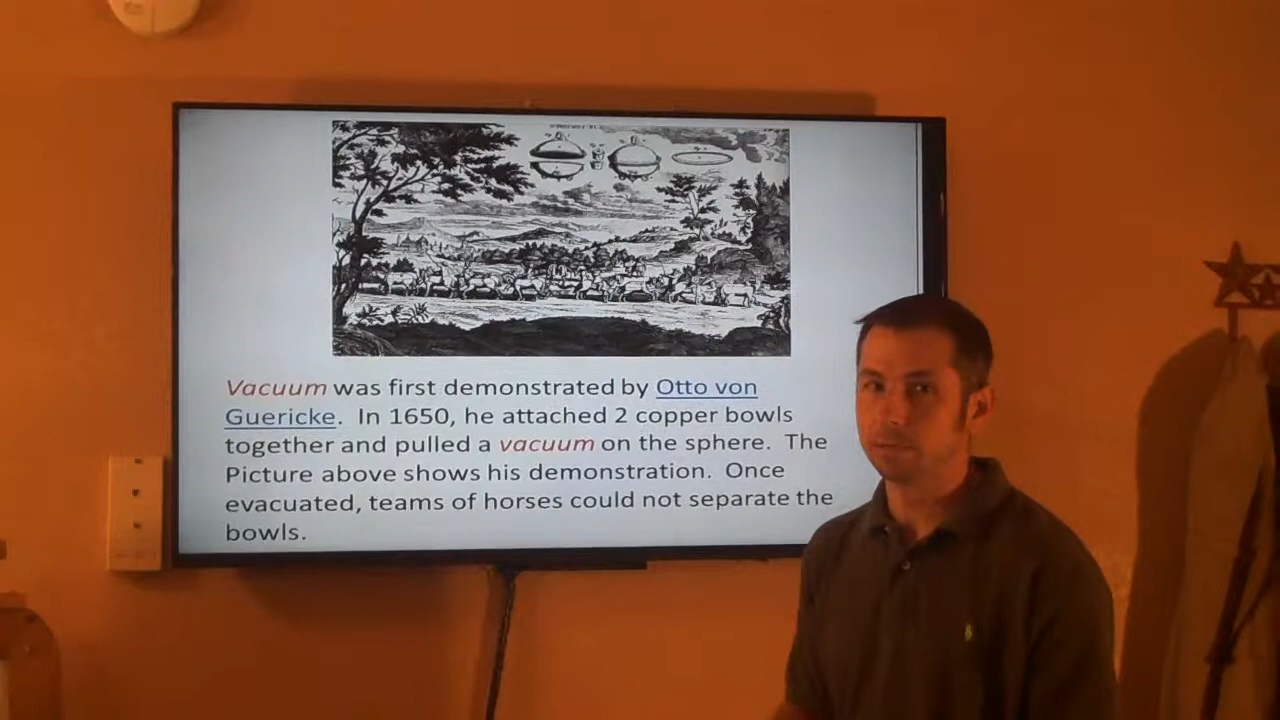 Vacuum was first demonstrated by Otto von
Guericke. In 1650, he attached 2 copper bowls
together and pulled a vacuum on the sphere. The
Picture above shows his demonstration. Once
evacuated, teams of horses could not separate the
bowls.